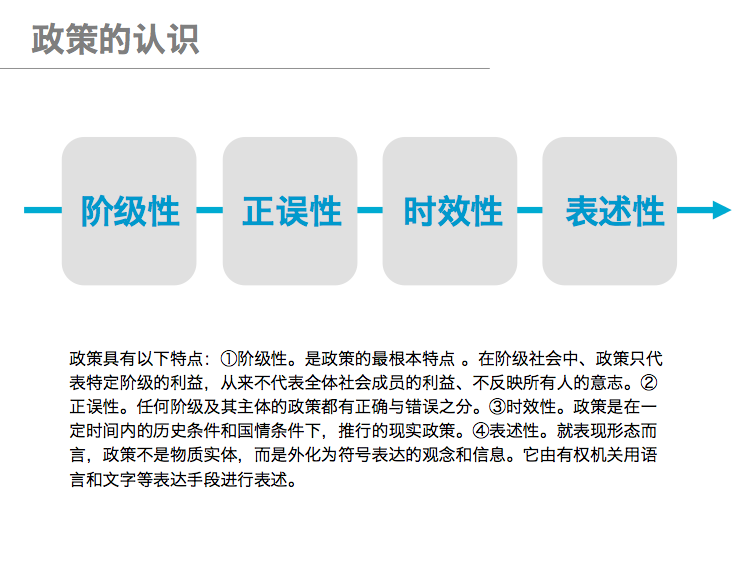 政策的认识
阶级性
正误性
时效性
表述性
政策具有以下特点：①阶级性。是政策的最根本特点 。在阶级社会中、政策只代
表特定阶级的利益，从来不代表全体社会成员的利益、不反映所有人的意志。②
正误性。任何阶级及其主体的政策都有正确与错误之分。③时效性。政策是在一
定时间内的历史条件和国情条件下，推行的现实政策。④表述性。就表现形态而
言，政策不是物质实体，而是外化为符号表达的观念和信息。它由有权机关用语
言和文字等表达手段进行表述。